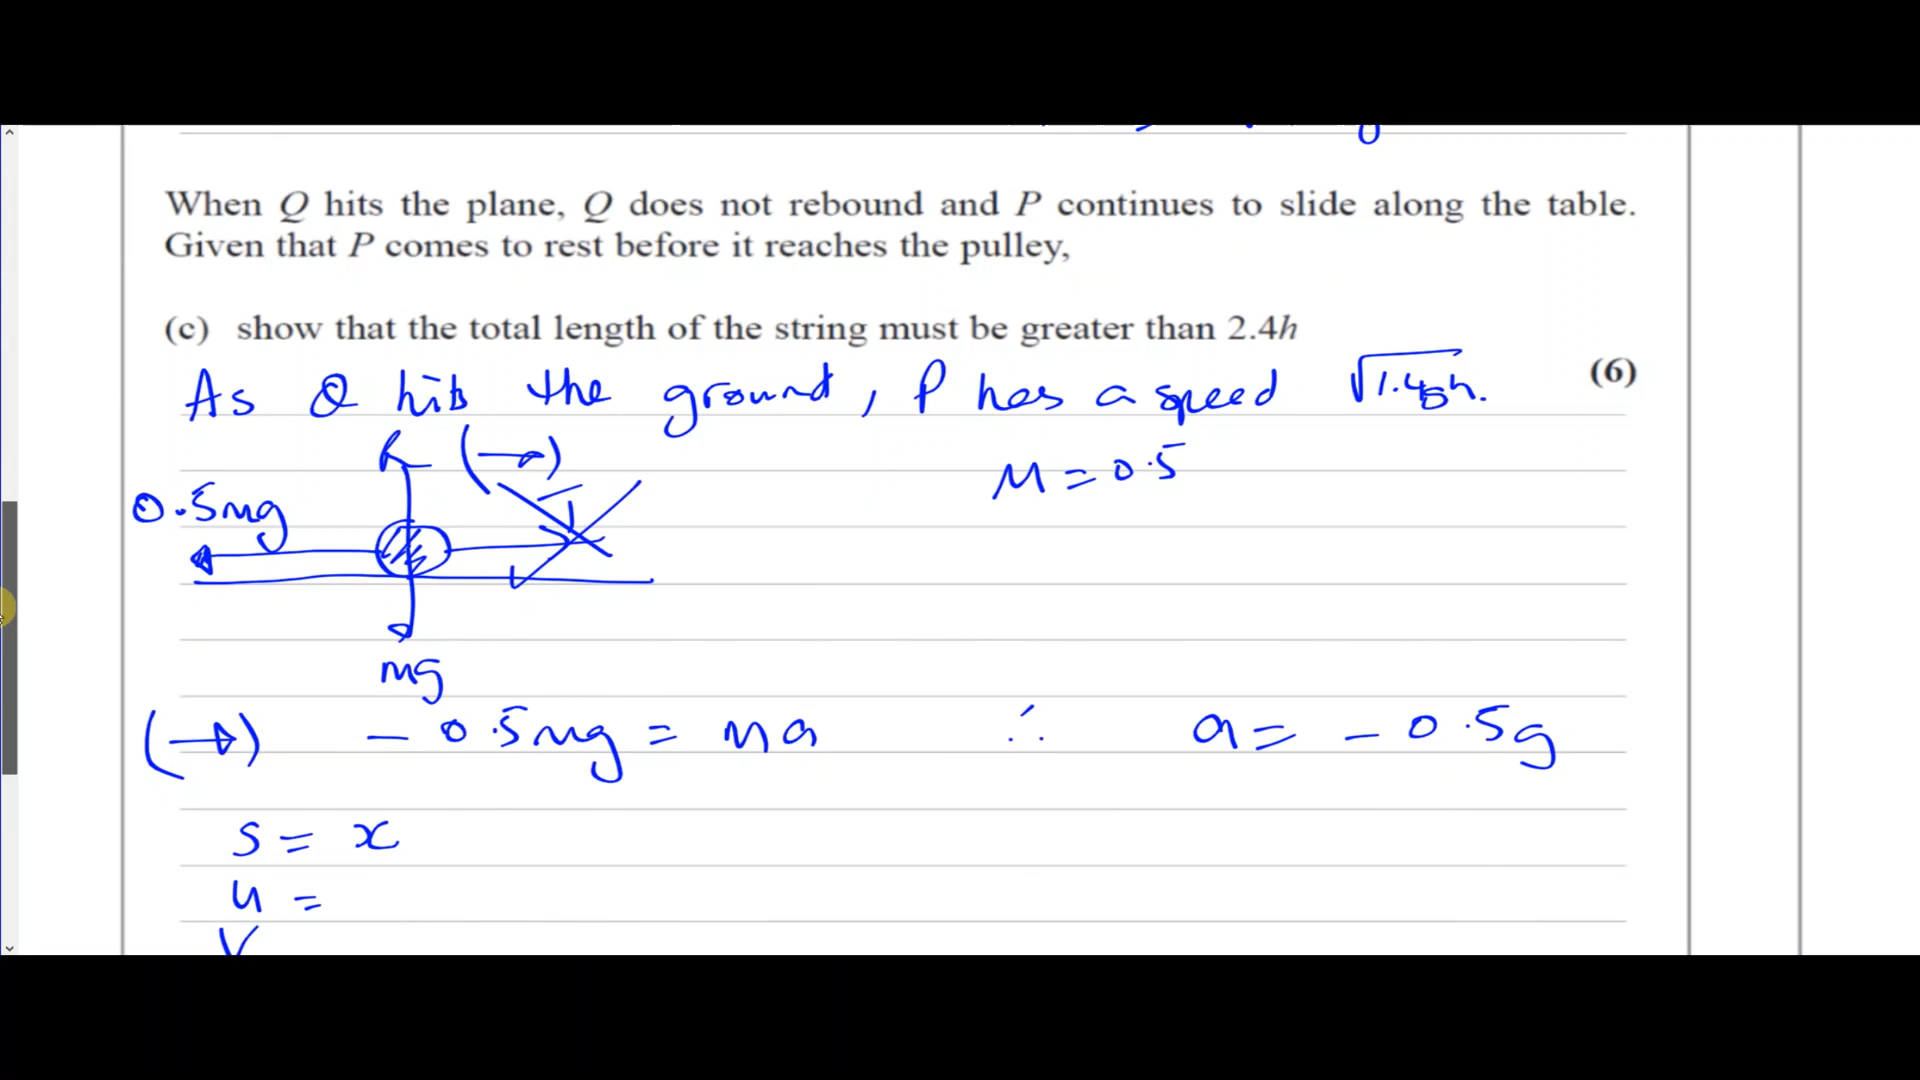 When Q hits the plane, Q does not rebound and P continues to slide along the table.
Given that P comes to rest before it reaches the pulley,
(c) show that the total length of the string must be greater than 2.4h
(6)
As Q hits the ground, P has a speed √1.4gh.
R (→)
M = 0.5
0.5mg
T
mg
(→) - 0.5mg = ma ∴ a = - 0.5g
s = x
u =
v